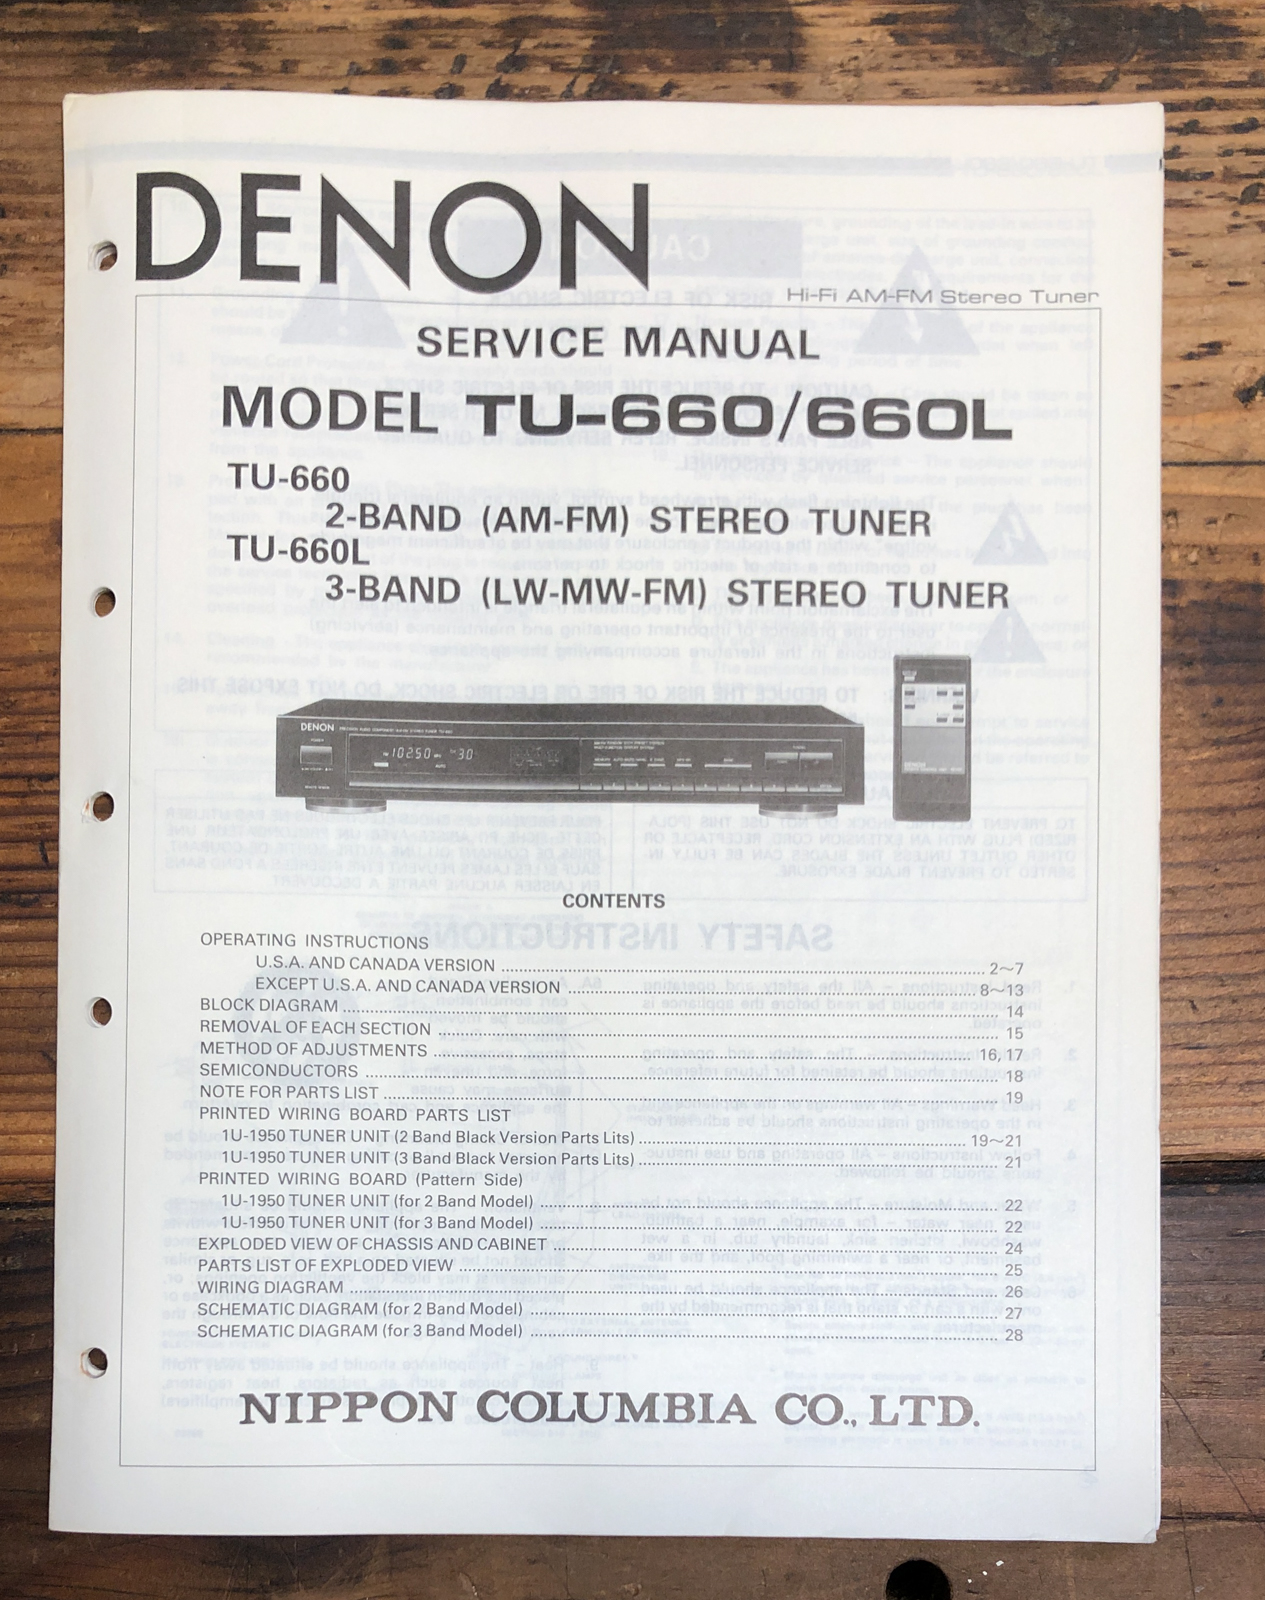 DENON
Hi-Fi AM-FM Stereo Tuner
SERVICE MANUAL
MODEL TU-660/660L
TU-660
2-BAND (AM-FM) STEREO TUNER
TU-660L
3-BAND (LW-MW-FM) STEREO TUNER
DENON
10250
30
DENON
CONTENTS
OPERATING INSTRUCTIONS
U.S.A. AND CANADA VERSION ........ 2~7
EXCEPT U.S.A. AND CANADA VERSION ........ 8~13
BLOCK DIAGRAM ........ 14
REMOVAL OF EACH SECTION ........ 15
METHOD OF ADJUSTMENTS ........ 16, 17
SEMICONDUCTORS ........ 18
NOTE FOR PARTS LIST ........ 19
PRINTED WIRING BOARD PARTS LIST
1U-1950 TUNER UNIT (2 Band Black Version Parts Lits) ........ 19~21
1U-1950 TUNER UNIT (3 Band Black Version Parts Lits) ........ 21
PRINTED WIRING BOARD (Pattern Side)
1U-1950 TUNER UNIT (for 2 Band Model) ........ 22
1U-1950 TUNER UNIT (for 3 Band Model) ........ 22
EXPLODED VIEW OF CHASSIS AND CABINET ........ 24
PARTS LIST OF EXPLODED VIEW ........ 25
WIRING DIAGRAM ........ 26
SCHEMATIC DIAGRAM (for 2 Band Model) ........ 27
SCHEMATIC DIAGRAM (for 3 Band Model) ........ 28
NIPPON COLUMBIA CO., LTD.